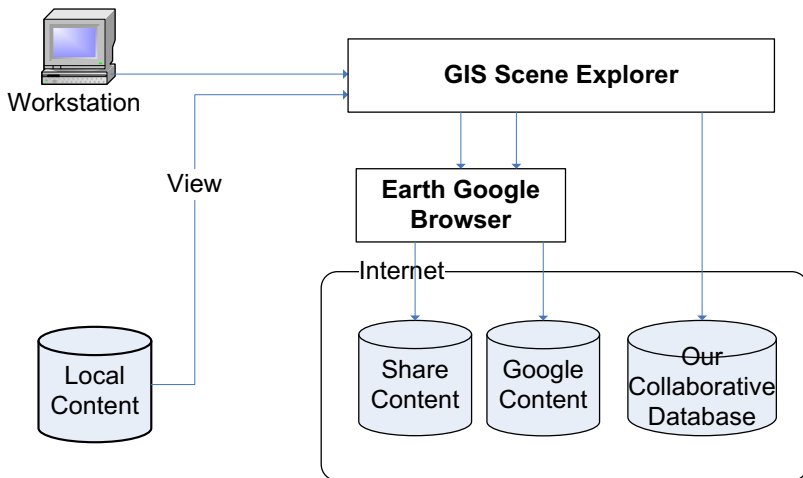 GIS Scene Explorer
Workstation
View
Earth Google
Browser
Internet
Local
Content
Share
Content
Google
Content
Our
Collaborative
Database